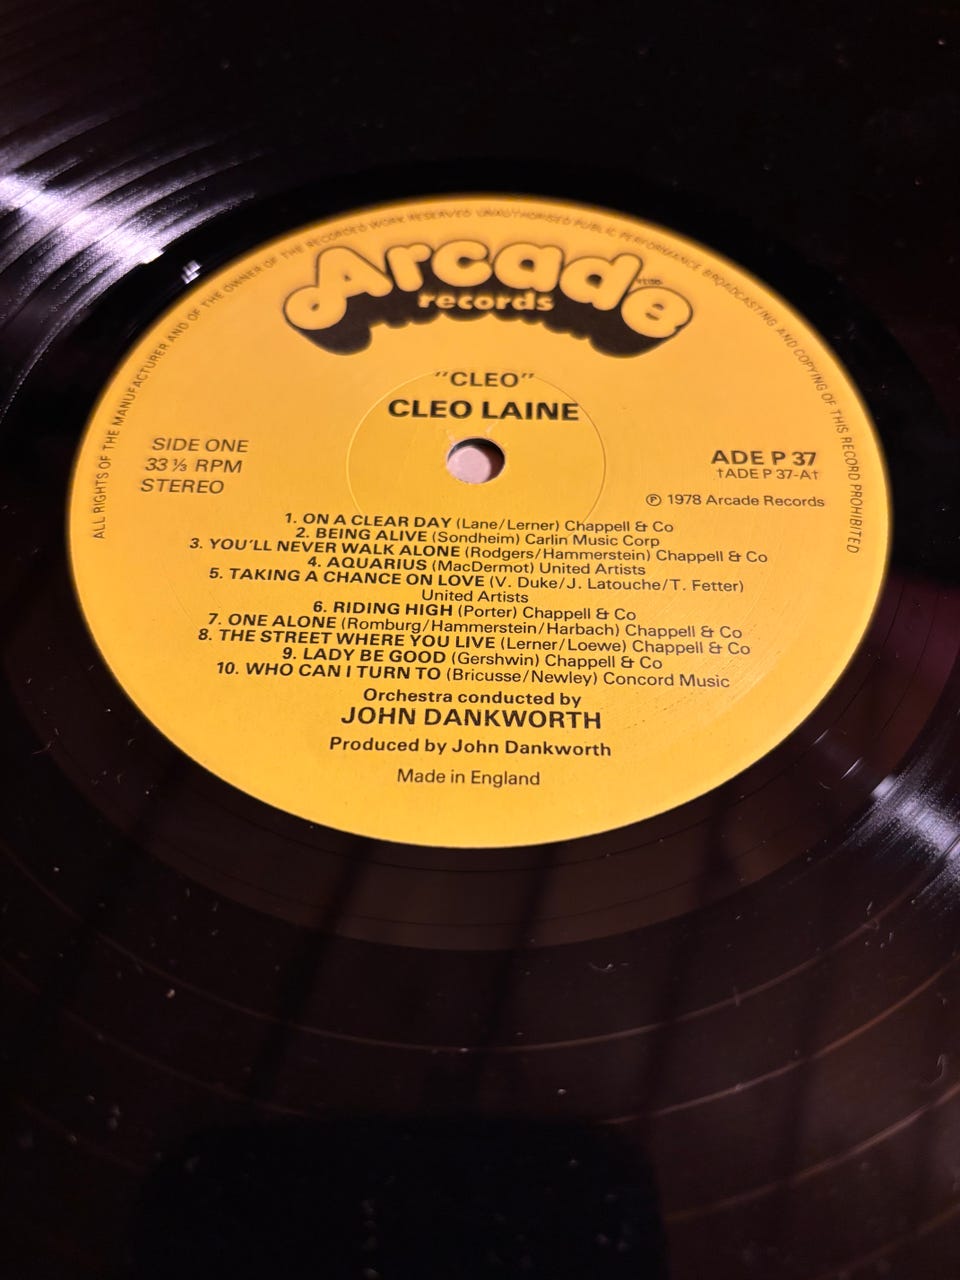 ALL RIGHTS OF THE MANUFACTURER AND OF THE OWNER OF THE RECORDED WORK RESERVED UNAUTHORISED PUBLIC PERFORMANCE BROADCASTING AND COPYING OF THIS RECORD PROHIBITED
Arcade
records
"CLEO"
CLEO LAINE
SIDE ONE
33⅓ RPM
STEREO
ADE P 37
†ADE P 37-A†
℗ 1978 Arcade Records
1. ON A CLEAR DAY (Lane/Lerner) Chappell & Co
2. BEING ALIVE (Sondheim) Carlin Music Corp
3. YOU'LL NEVER WALK ALONE (Rodgers/Hammerstein) Chappell & Co
4. AQUARIUS (MacDermot) United Artists
5. TAKING A CHANCE ON LOVE (V. Duke/J. Latouche/T. Fetter)
United Artists
6. RIDING HIGH (Porter) Chappell & Co
7. ONE ALONE (Romburg/Hammerstein/Harbach) Chappell & Co
8. THE STREET WHERE YOU LIVE (Lerner/Loewe) Chappell & Co
9. LADY BE GOOD (Gershwin) Chappell & Co
10. WHO CAN I TURN TO (Bricusse/Newley) Concord Music
Orchestra conducted by
JOHN DANKWORTH
Produced by John Dankworth
Made in England